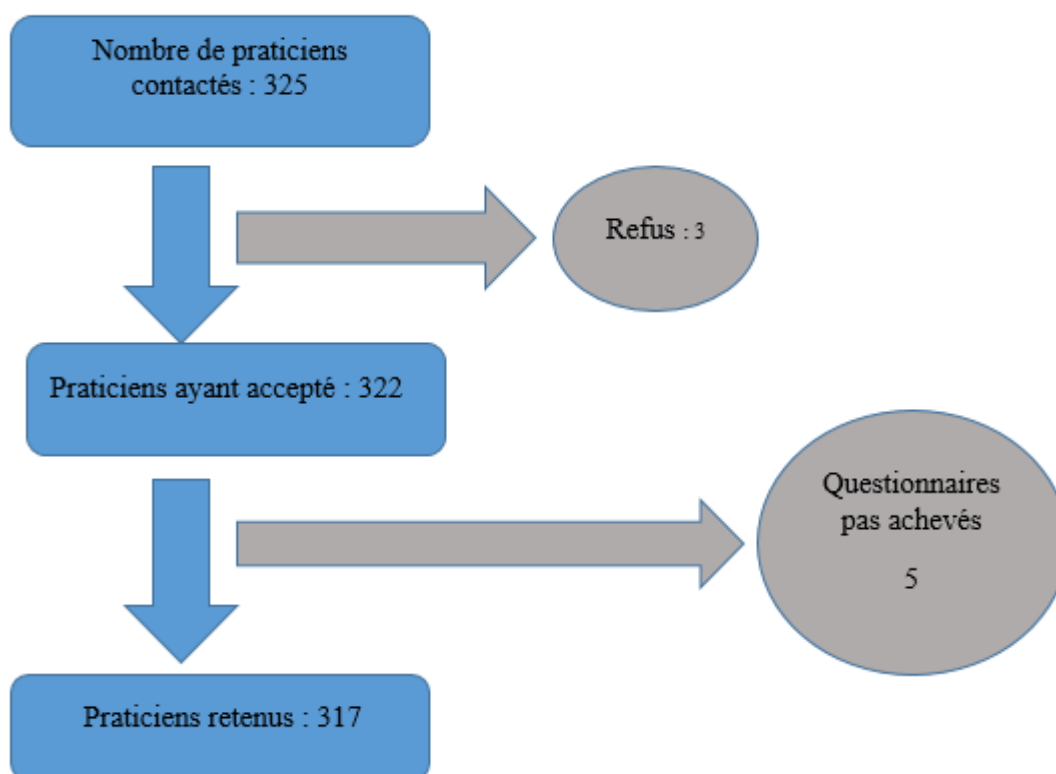 Nombre de praticiens
contactés : 325
Refus : 3
Praticiens ayant accepté : 322
Questionnaires
pas achevés
5
Praticiens retenus : 317